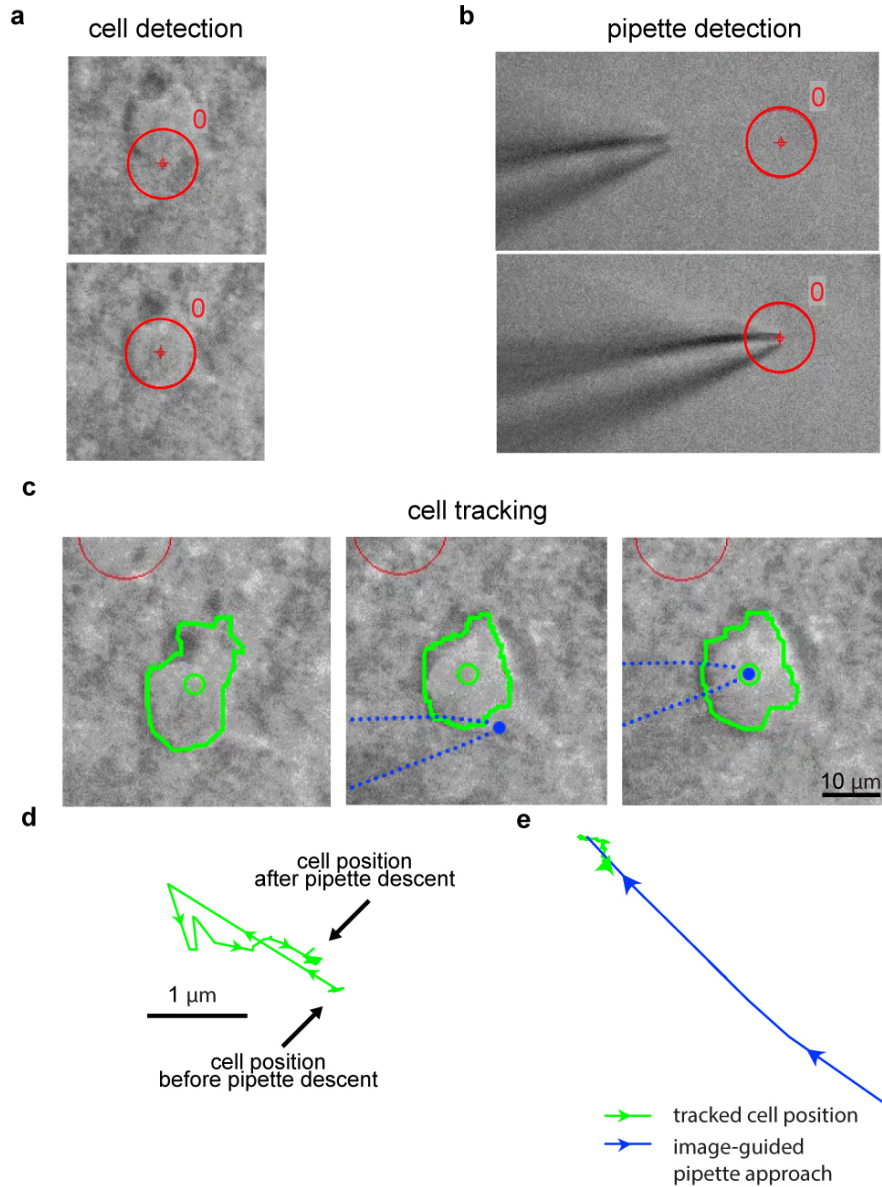 a
cell detection
0
0
b
pipette detection
0
0
c
cell tracking
10 μm
d
cell position
after pipette descent
1 μm
cell position
before pipette descent
e
tracked cell position
image-guided
pipette approach